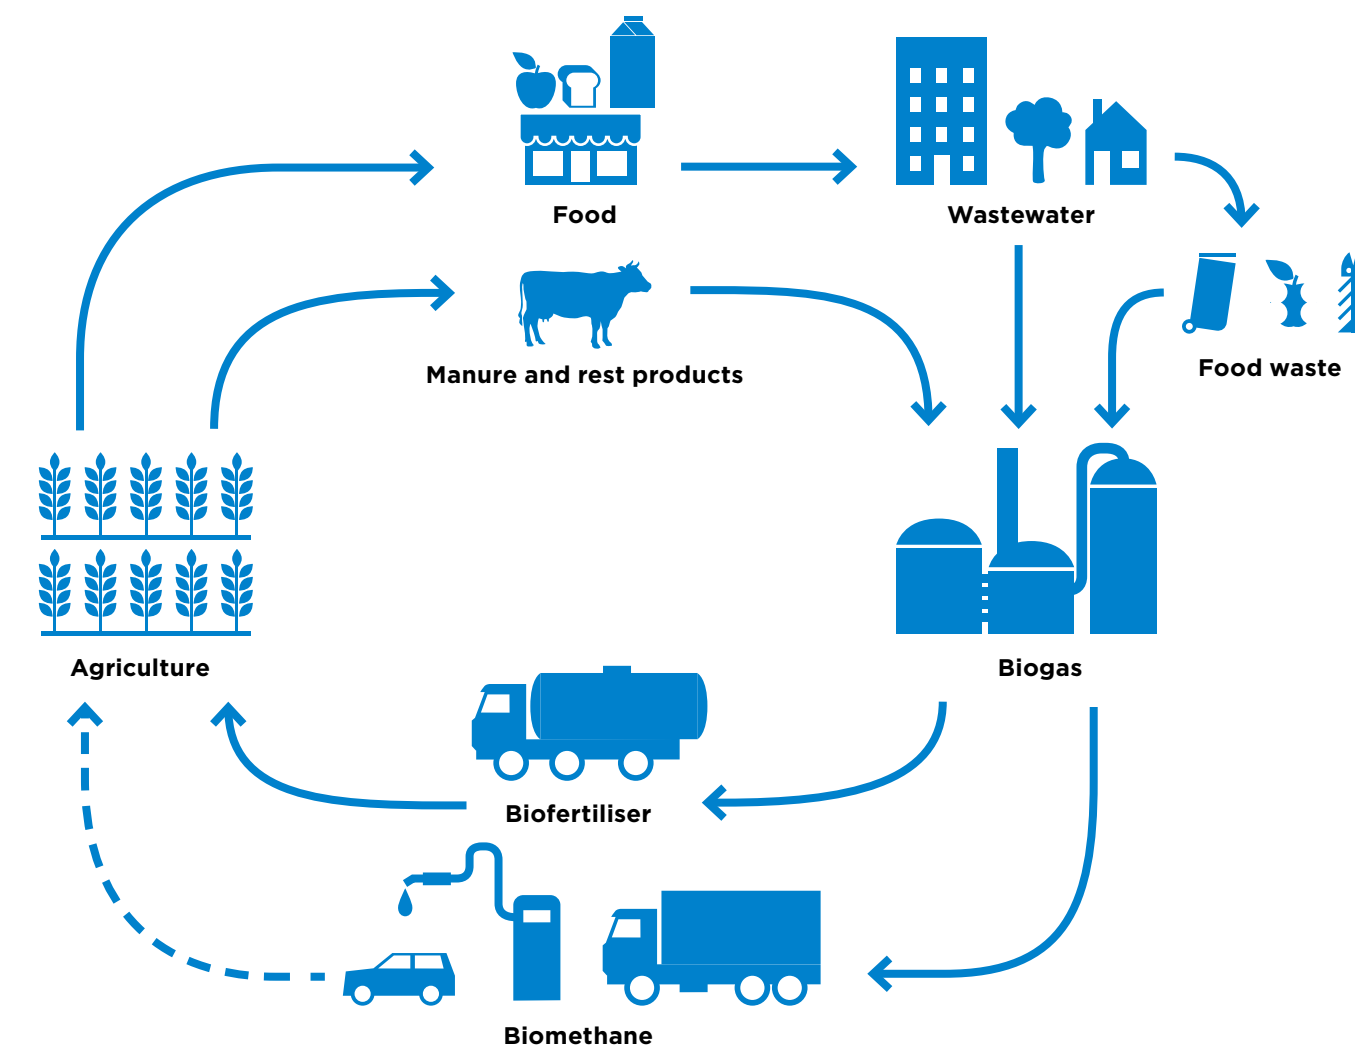 Food
Wastewater
Manure and rest products
Food waste
Agriculture
Biogas
Biofertiliser
Biomethane